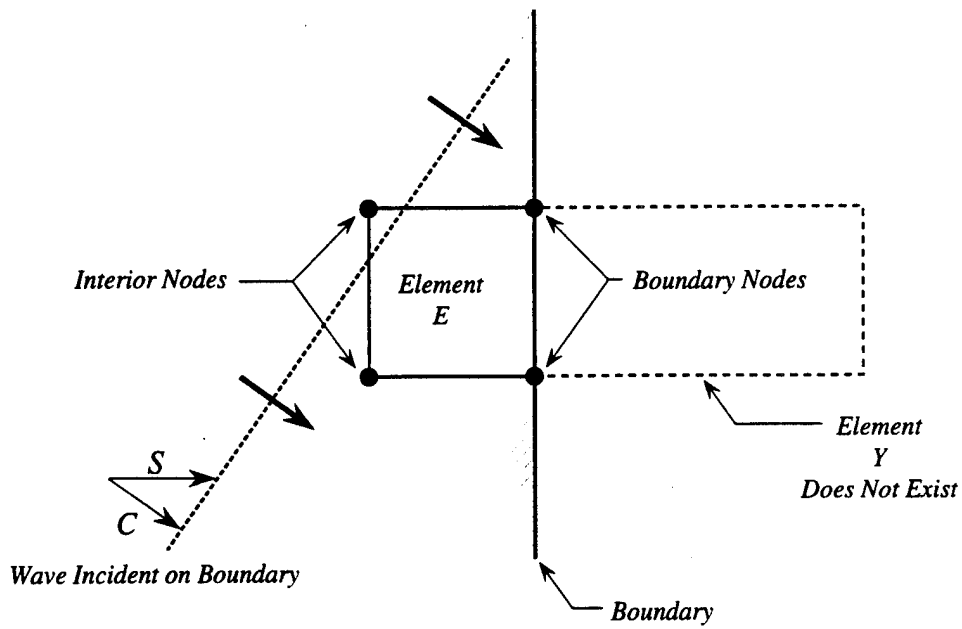 Interior Nodes
Element
E
Boundary Nodes
Element
Y
Does Not Exist
S
C
Wave Incident on Boundary
Boundary